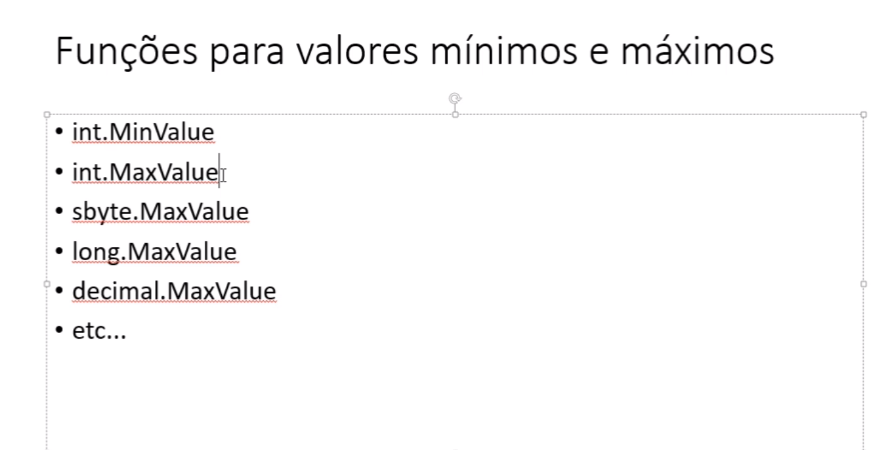 Funções para valores mínimos e máximos
• int.MinValue
• int.MaxValue
• sbyte.MaxValue
• long.MaxValue
• decimal.MaxValue
• etc...